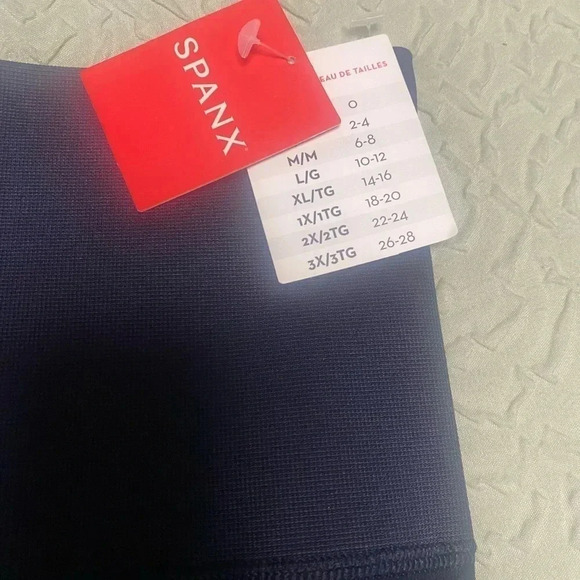 SPANX
EAU DE TAILLES
0
2-4
M/M 6-8
L/G 10-12
XL/TG 14-16
1X/1TG 18-20
2X/2TG 22-24
3X/3TG 26-28